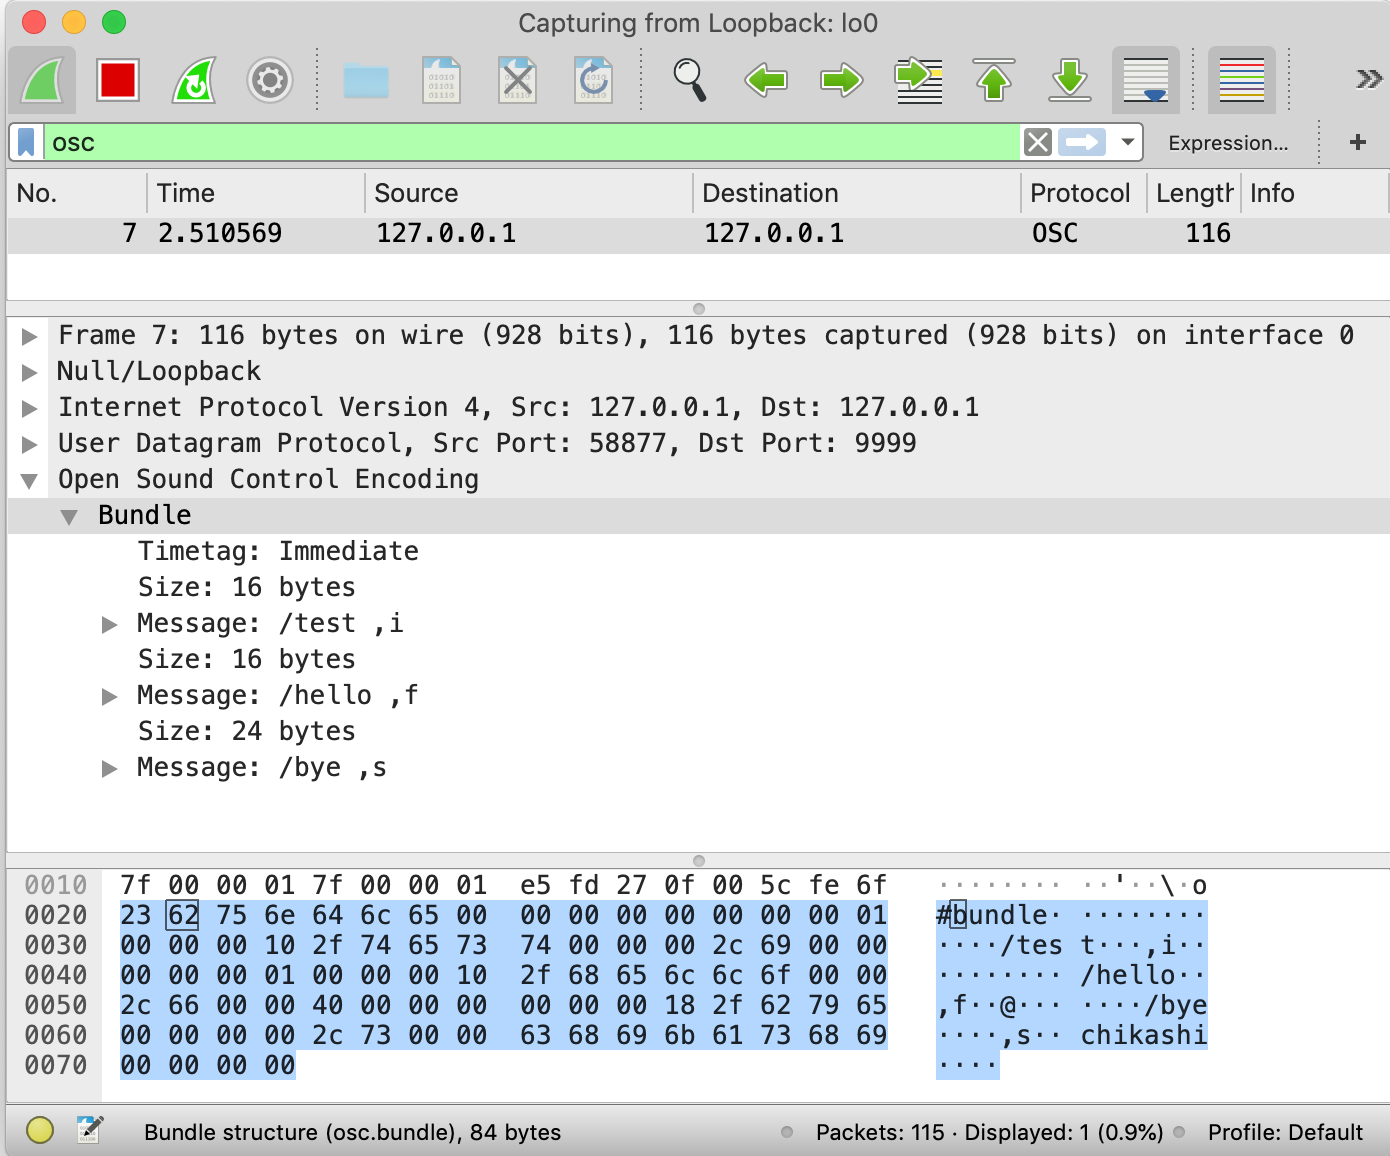 Capturing from Loopback: lo0
osc
Expression...
+
No. Time Source Destination Protocol Length Info
7 2.510569 127.0.0.1 127.0.0.1 OSC 116
Frame 7: 116 bytes on wire (928 bits), 116 bytes captured (928 bits) on interface 0
Null/Loopback
Internet Protocol Version 4, Src: 127.0.0.1, Dst: 127.0.0.1
User Datagram Protocol, Src Port: 58877, Dst Port: 9999
Open Sound Control Encoding
Bundle
Timetag: Immediate
Size: 16 bytes
Message: /test ,i
Size: 16 bytes
Message: /hello ,f
Size: 24 bytes
Message: /bye ,s
0010 7f 00 00 01 7f 00 00 01 e5 fd 27 0f 00 5c fe 6f ········ ··'··\·o
0020 23 62 75 6e 64 6c 65 00 00 00 00 00 00 00 00 01 #bundle· ········
0030 00 00 00 10 2f 74 65 73 74 00 00 00 2c 69 00 00 ····/tes t···,i··
0040 00 00 00 01 00 00 00 10 2f 68 65 6c 6c 6f 00 00 ········ /hello··
0050 2c 66 00 00 40 00 00 00 00 00 00 18 2f 62 79 65 ,f··@··· ····/bye
0060 00 00 00 00 2c 73 00 00 63 68 69 6b 61 73 68 69 ····,s·· chikashi
0070 00 00 00 00 ····
Bundle structure (osc.bundle), 84 bytes
Packets: 115 · Displayed: 1 (0.9%)
Profile: Default